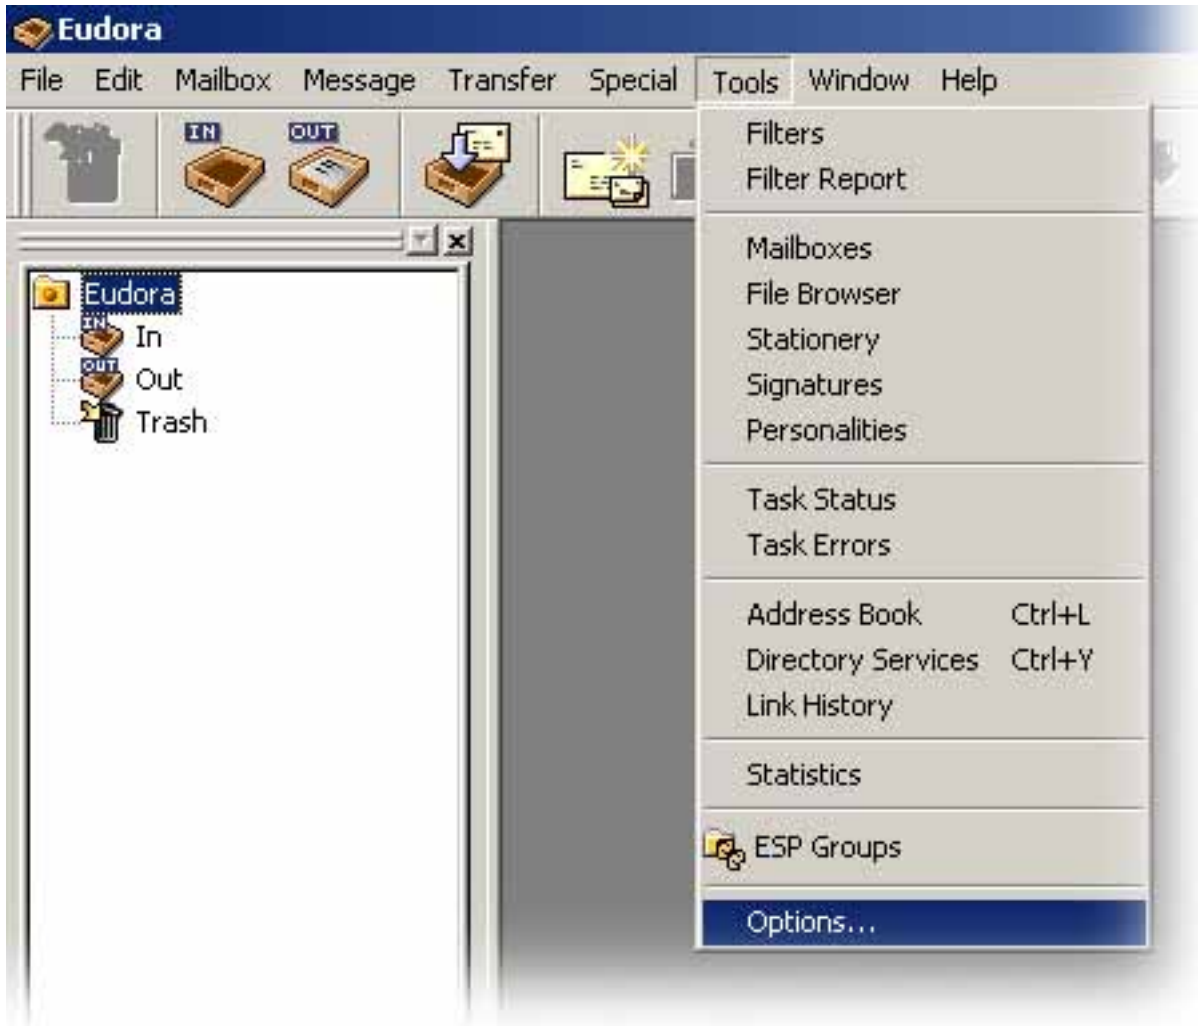 Eudora
File Edit Mailbox Message Transfer Special Tools Window Help
IN OUT
Filters
Filter Report
Mailboxes
File Browser
Stationery
Signatures
Personalities
Task Status
Task Errors
Address Book Ctrl+L
Directory Services Ctrl+Y
Link History
Statistics
ESP Groups
Options...
Eudora
IN In
OUT Out
Trash